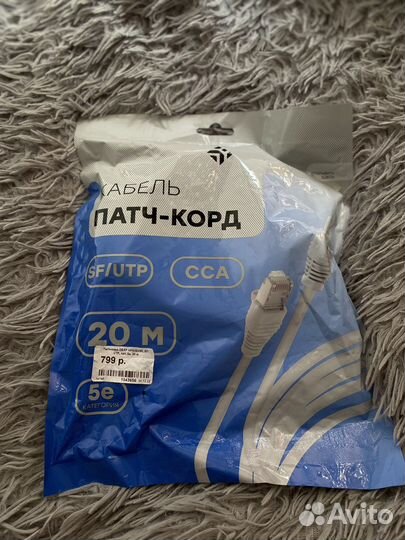 КАБЕЛЬ
ПАТЧ-КОРД
SF/UTP
CCA
20 М
799 р.
5e
КАТЕГОРИЯ
Avito